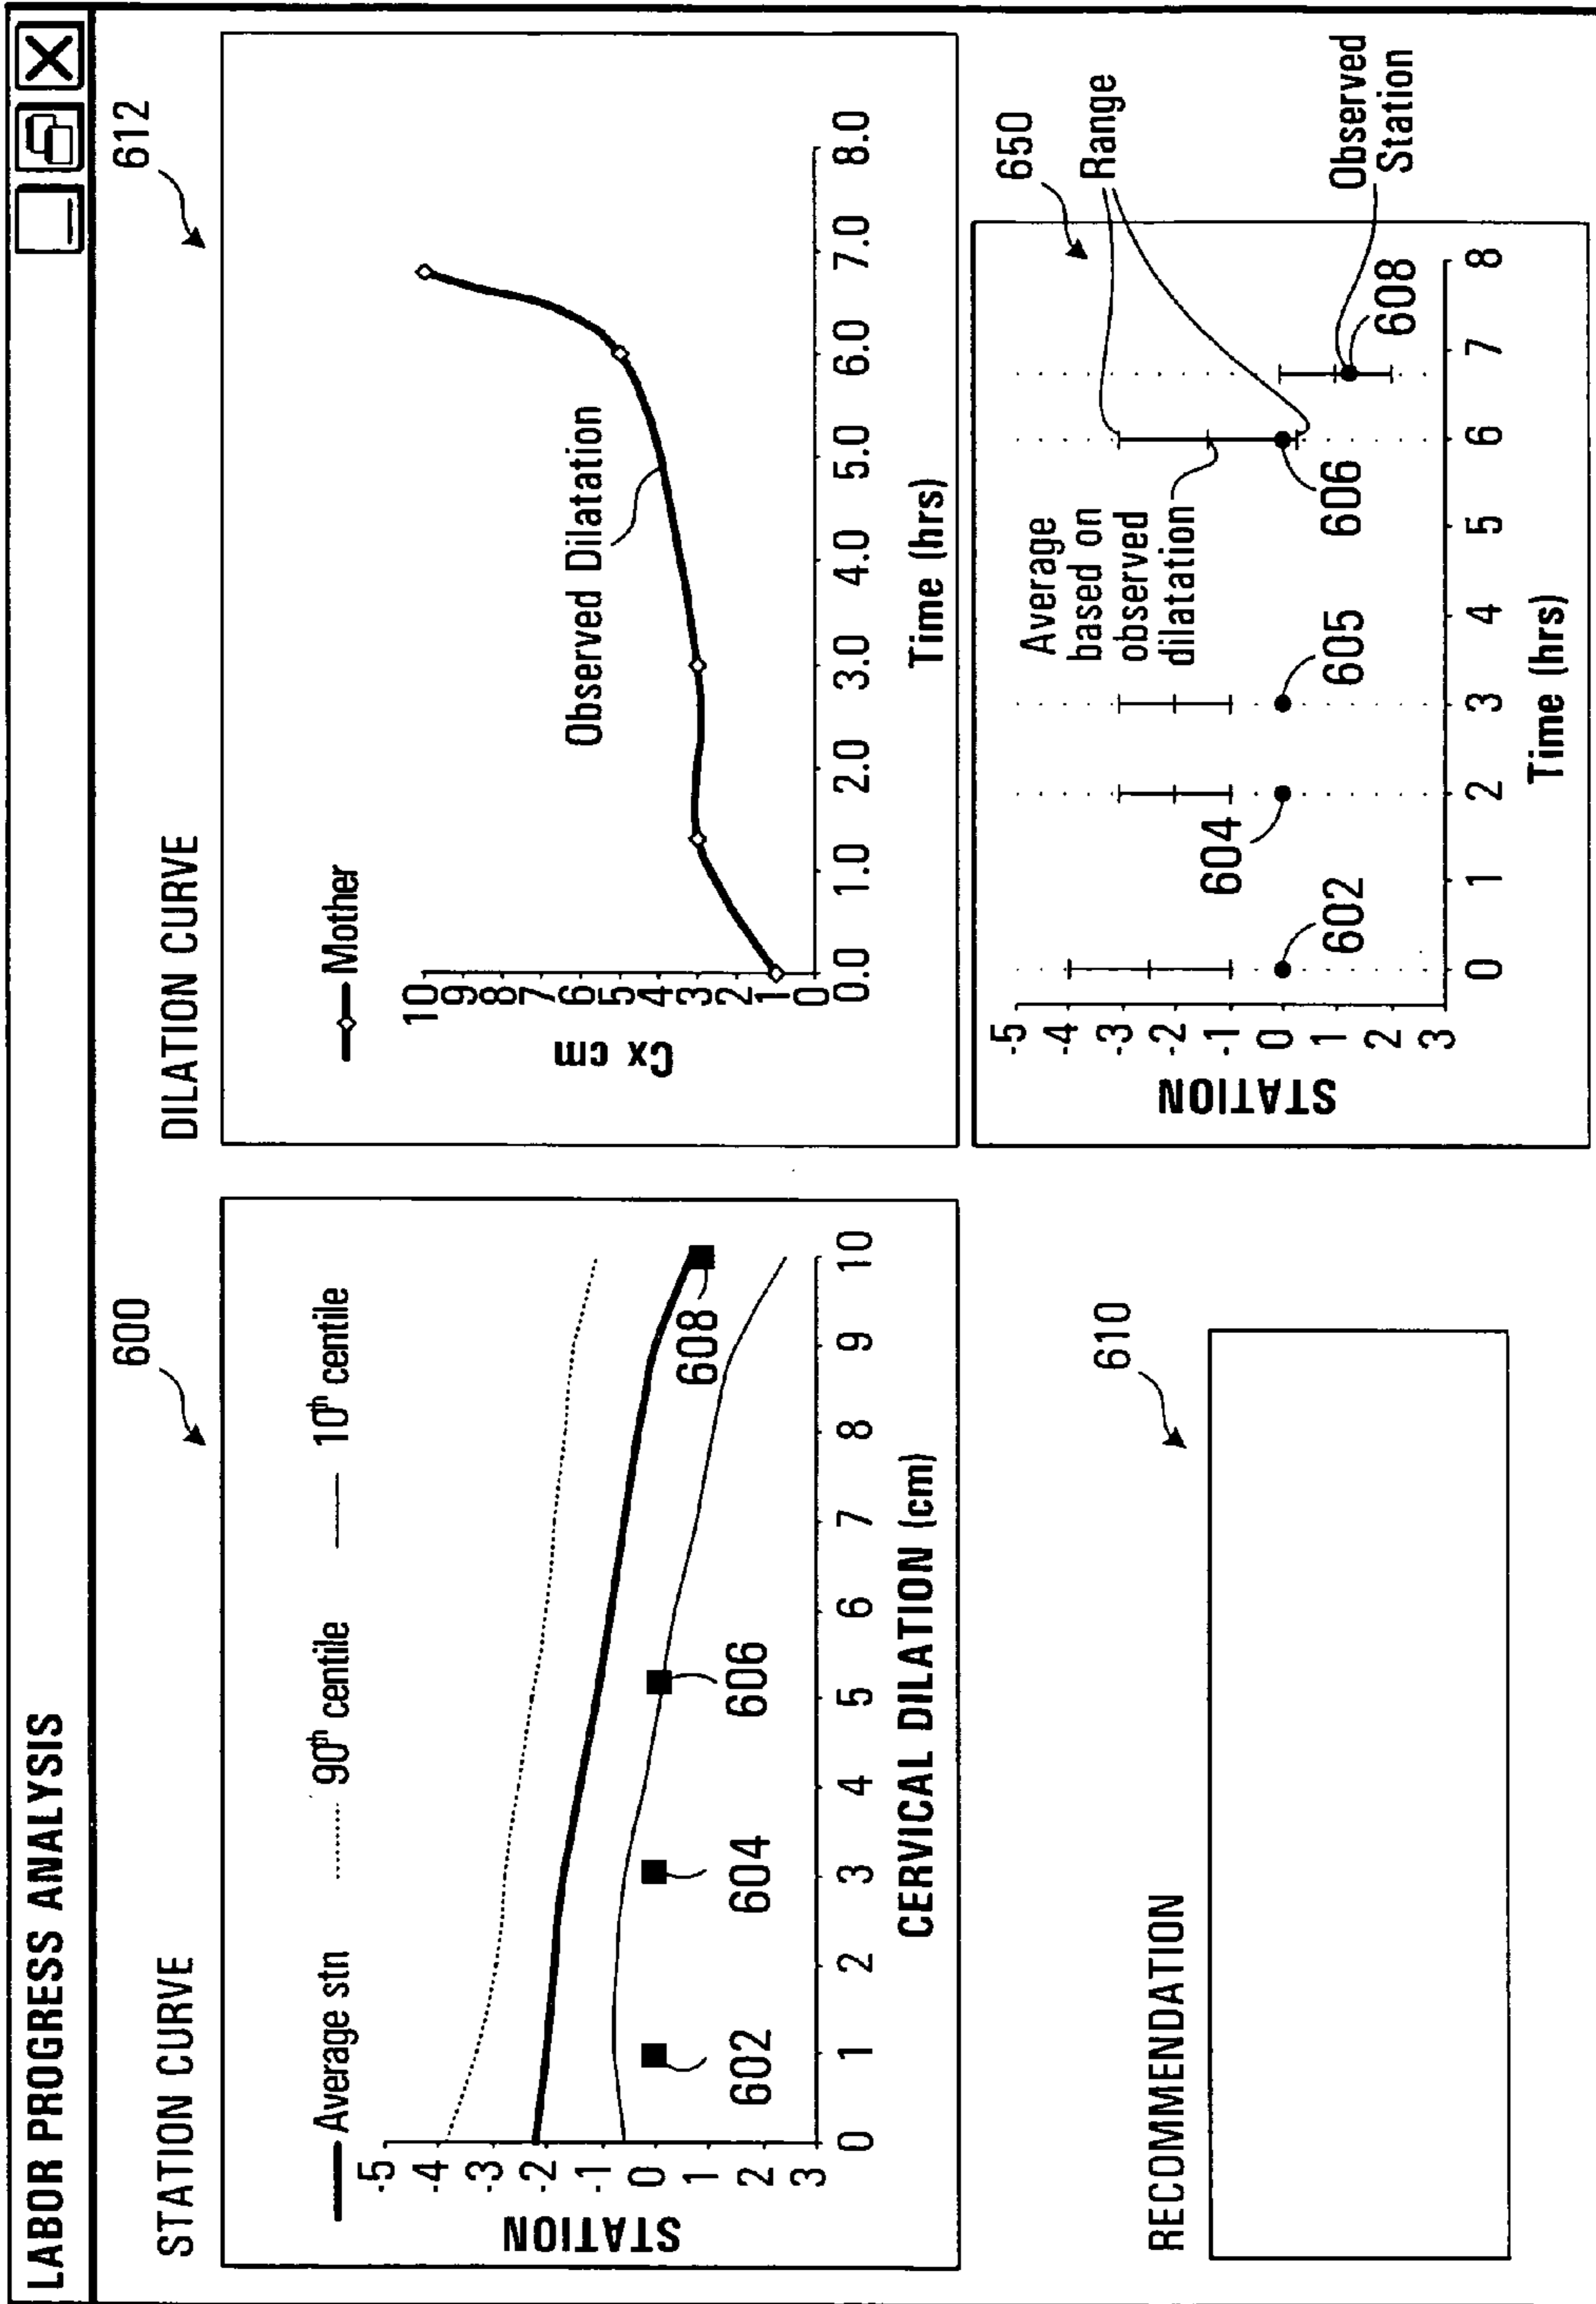 LABOR PROGRESS ANALYSIS
STATION CURVE
600
Average stn
90th centile
10th centile
STATION
-5
-4
-3
-2
-1
0
1
2
3
0 1 2 3 4 5 6 7 8 9 10
602
604
606
608
CERVICAL DILATION (cm)
DILATION CURVE
612
Mother
Cx cm
10
9
8
7
6
5
4
3
2
1
0
0.0 1.0 2.0 3.0 4.0 5.0 6.0 7.0 8.0
Observed Dilatation
Time (hrs)
RECOMMENDATION
610
650
Range
STATION
-5
-4
-3
-2
-1
0
1
2
3
0 1 2 3 4 5 6 7 8
Average
based on
observed
dilatation
602
604
605
606
608
Observed
Station
Time (hrs)